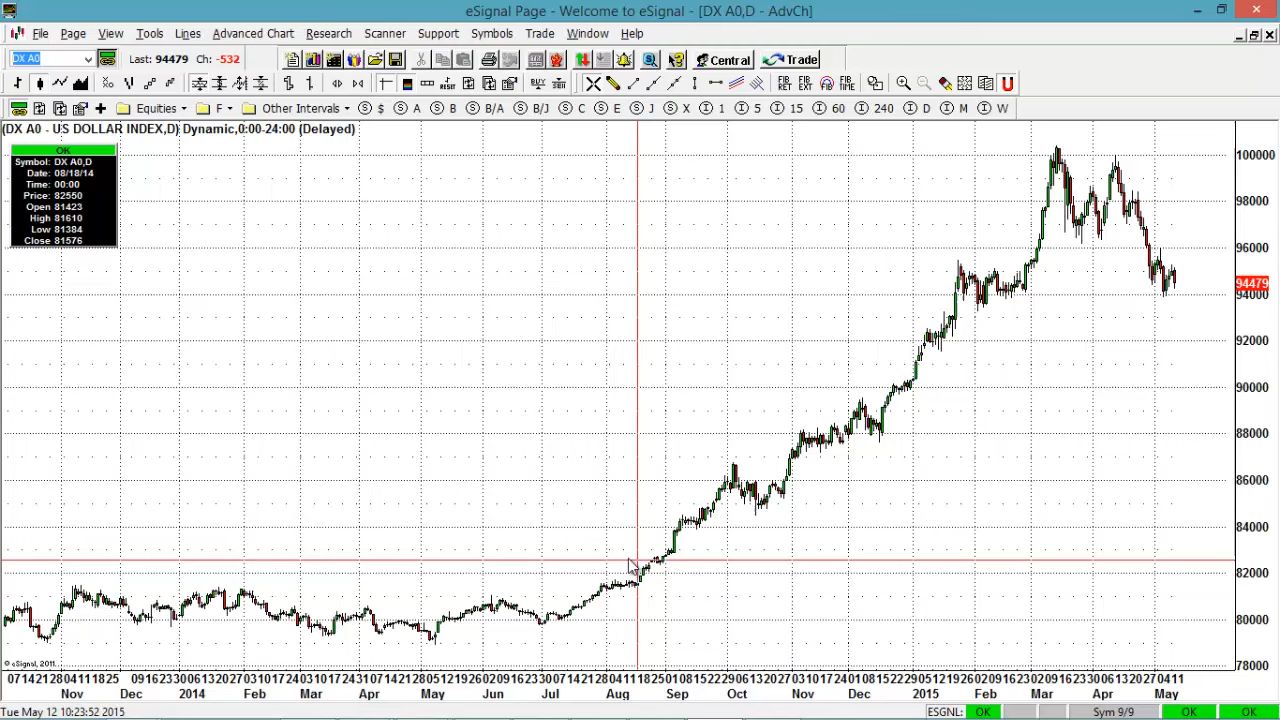 eSignal Page - Welcome to eSignal - [DX A0,D - AdvCh]
File Page View Tools Lines Advanced Chart Research Scanner Support Symbols Trade Window Help
DX A0 Last: 94479 Ch: -532 Central Trade
Equities F Other Intervals $ A B B/A B/J C E J X 1 5 15 60 240 D M W
(DX A0 - US DOLLAR INDEX,D) Dynamic,0:00-24:00 (Delayed)
OK
Symbol: DX A0,D
Date: 08/18/14
Time: 00:00
Price: 82550
Open 81423
High 81610
Low 81384
Close 81576
100000
98000
96000
94479
94000
92000
90000
88000
86000
84000
82000
80000
78000
© eSignal, 2011
Nov Dec 2014 Feb Mar Apr May Jun Jul Aug Sep Oct Nov Dec 2015 Feb Mar Apr May
Tue May 12 10:23:52 2015 ESGNL: OK Sym 9/9 OK OK